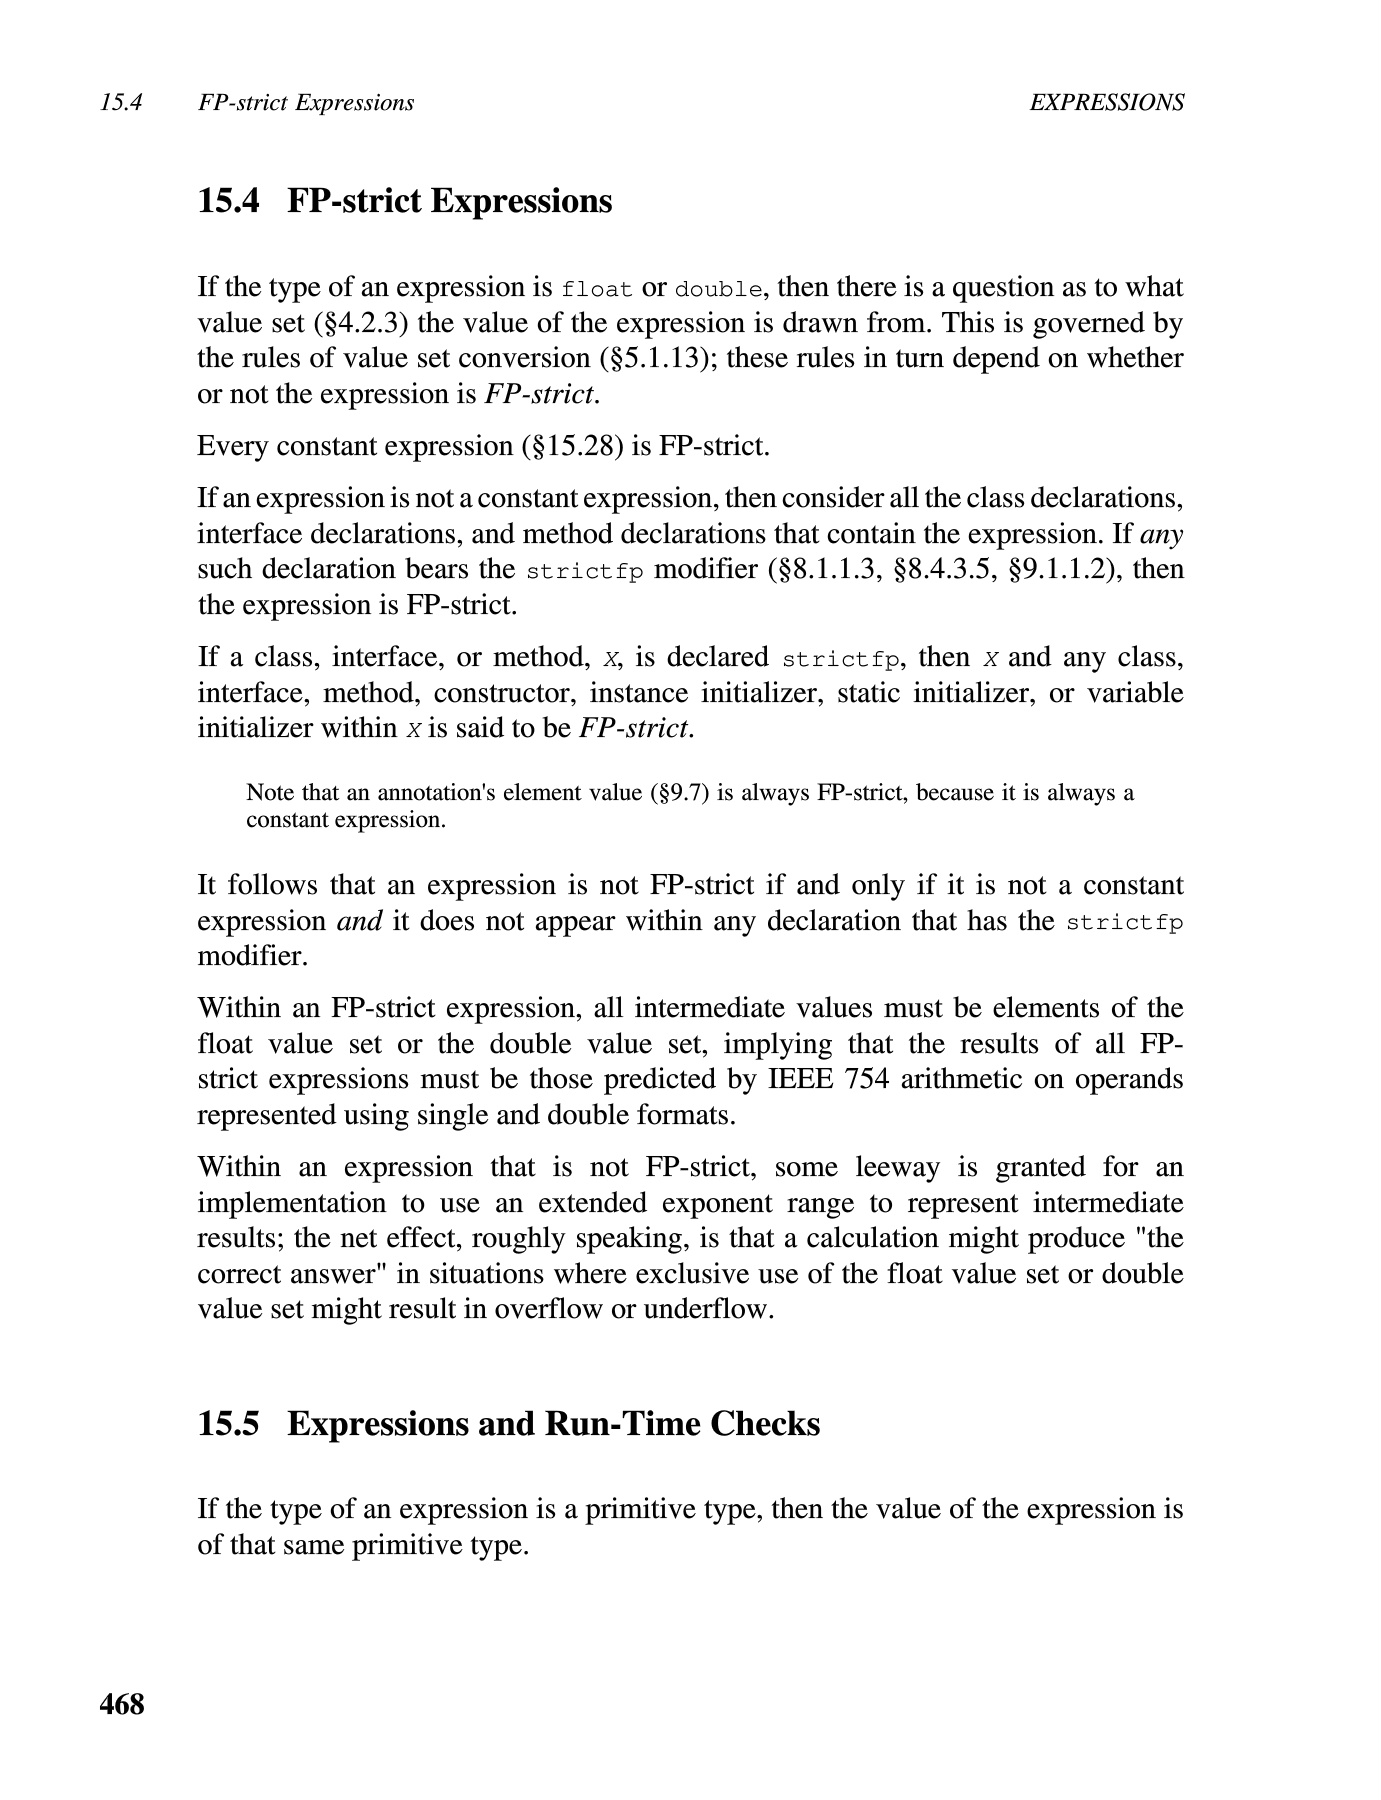 15.4 FP-strict Expressions EXPRESSIONS
15.4 FP-strict Expressions
If the type of an expression is float or double, then there is a question as to what
value set (§4.2.3) the value of the expression is drawn from. This is governed by
the rules of value set conversion (§5.1.13); these rules in turn depend on whether
or not the expression is FP-strict.
Every constant expression (§15.28) is FP-strict.
If an expression is not a constant expression, then consider all the class declarations,
interface declarations, and method declarations that contain the expression. If any
such declaration bears the strictfp modifier (§8.1.1.3, §8.4.3.5, §9.1.1.2), then
the expression is FP-strict.
If a class, interface, or method, X, is declared strictfp, then X and any class,
interface, method, constructor, instance initializer, static initializer, or variable
initializer within X is said to be FP-strict.
Note that an annotation's element value (§9.7) is always FP-strict, because it is always a
constant expression.
It follows that an expression is not FP-strict if and only if it is not a constant
expression and it does not appear within any declaration that has the strictfp
modifier.
Within an FP-strict expression, all intermediate values must be elements of the
float value set or the double value set, implying that the results of all FP-
strict expressions must be those predicted by IEEE 754 arithmetic on operands
represented using single and double formats.
Within an expression that is not FP-strict, some leeway is granted for an
implementation to use an extended exponent range to represent intermediate
results; the net effect, roughly speaking, is that a calculation might produce "the
correct answer" in situations where exclusive use of the float value set or double
value set might result in overflow or underflow.
15.5 Expressions and Run-Time Checks
If the type of an expression is a primitive type, then the value of the expression is
of that same primitive type.
468